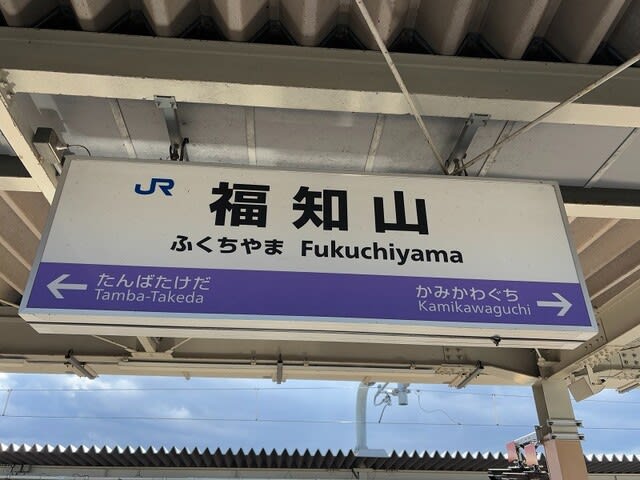 JR 福知山
ふくちやま Fukuchiyama
← たんばたけだ
Tamba-Takeda
かみかわぐち →
Kamikawaguchi